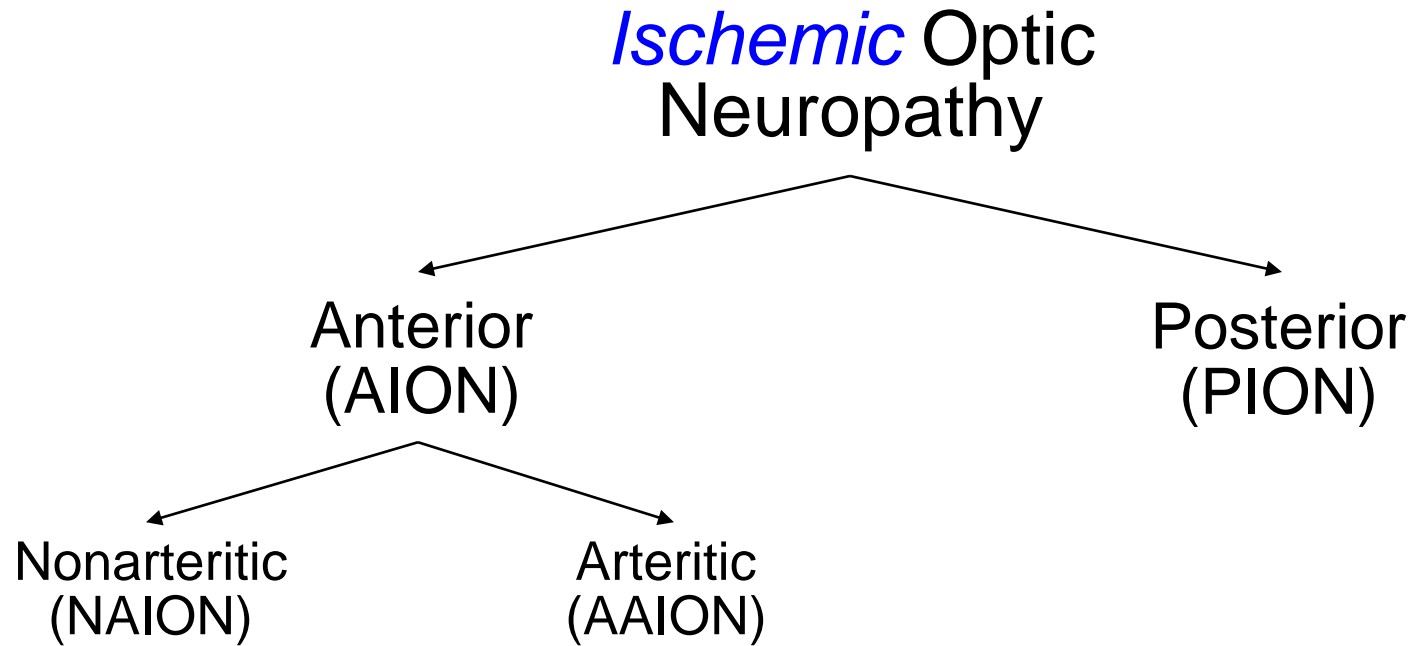 Ischemic Optic
Neuropathy
Anterior
(AION)
Posterior
(PION)
Nonarteritic
(NAION)
Arteritic
(AAION)